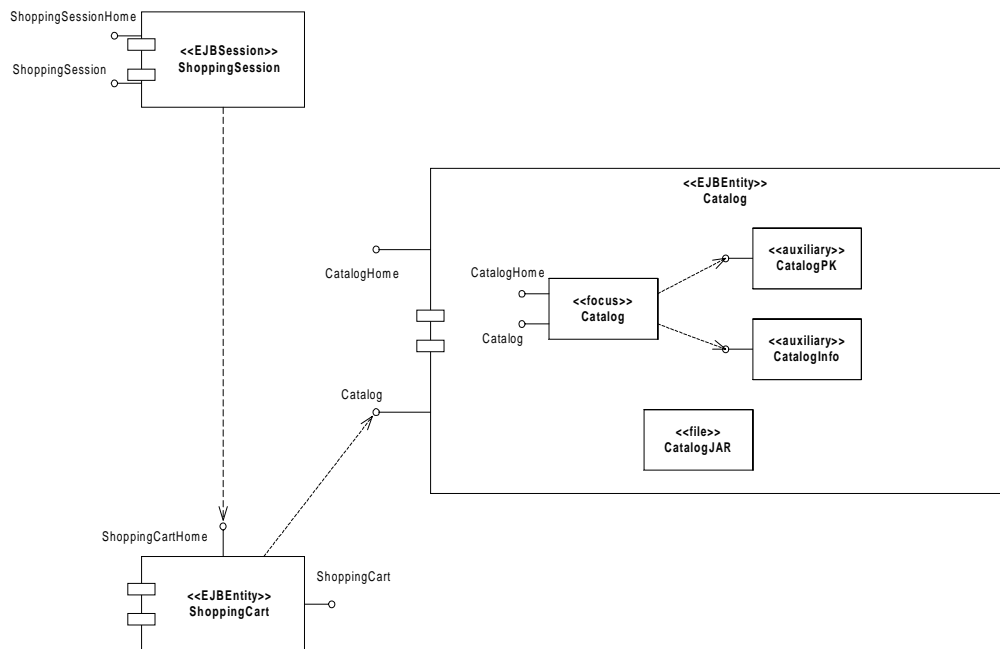 ShoppingSessionHome
<<EJBSession>>
ShoppingSession
ShoppingSession
<<EJBEntity>>
Catalog
CatalogHome
CatalogHome
<<focus>>
Catalog
Catalog
<<auxiliary>>
CatalogPK
<<auxiliary>>
CatalogInfo
Catalog
<<file>>
CatalogJAR
ShoppingCartHome
<<EJBEntity>>
ShoppingCart
ShoppingCart